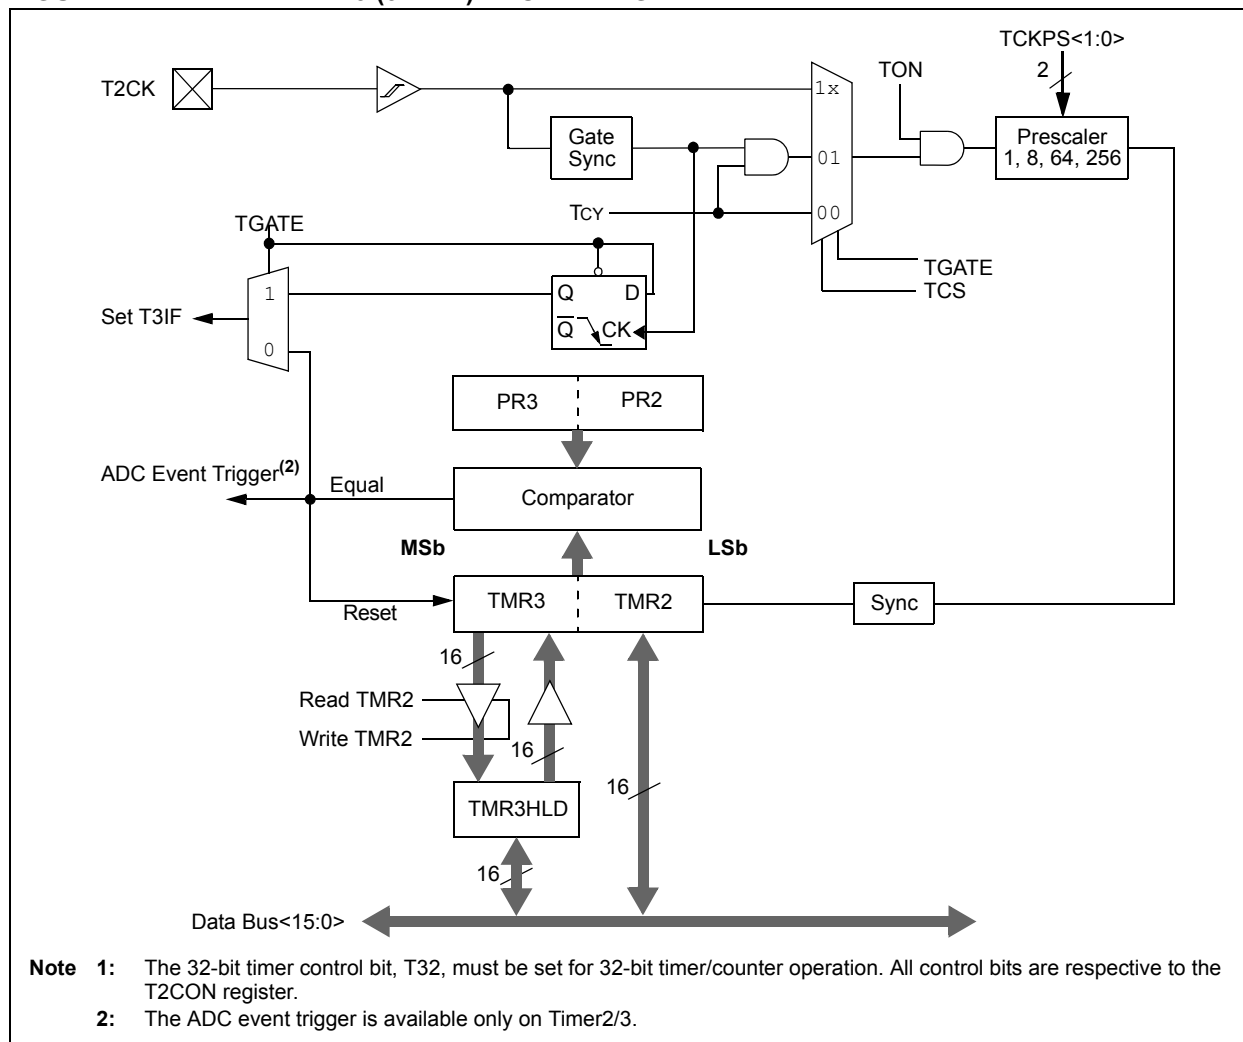 TCKPS<1:0>
TON
2
T2CK
1x
Gate
Sync
Prescaler
1, 8, 64, 256
01
TCY
00
TGATE
TGATE
TCS
1
Q D
Set T3IF
Q CK
0
PR3 PR2
ADC Event Trigger(2)
Equal
Comparator
MSb LSb
TMR3 TMR2
Sync
Reset
16
Read TMR2
Write TMR2
16
16
TMR3HLD
16
Data Bus<15:0>
Note 1: The 32-bit timer control bit, T32, must be set for 32-bit timer/counter operation. All control bits are respective to the
T2CON register.
2: The ADC event trigger is available only on Timer2/3.